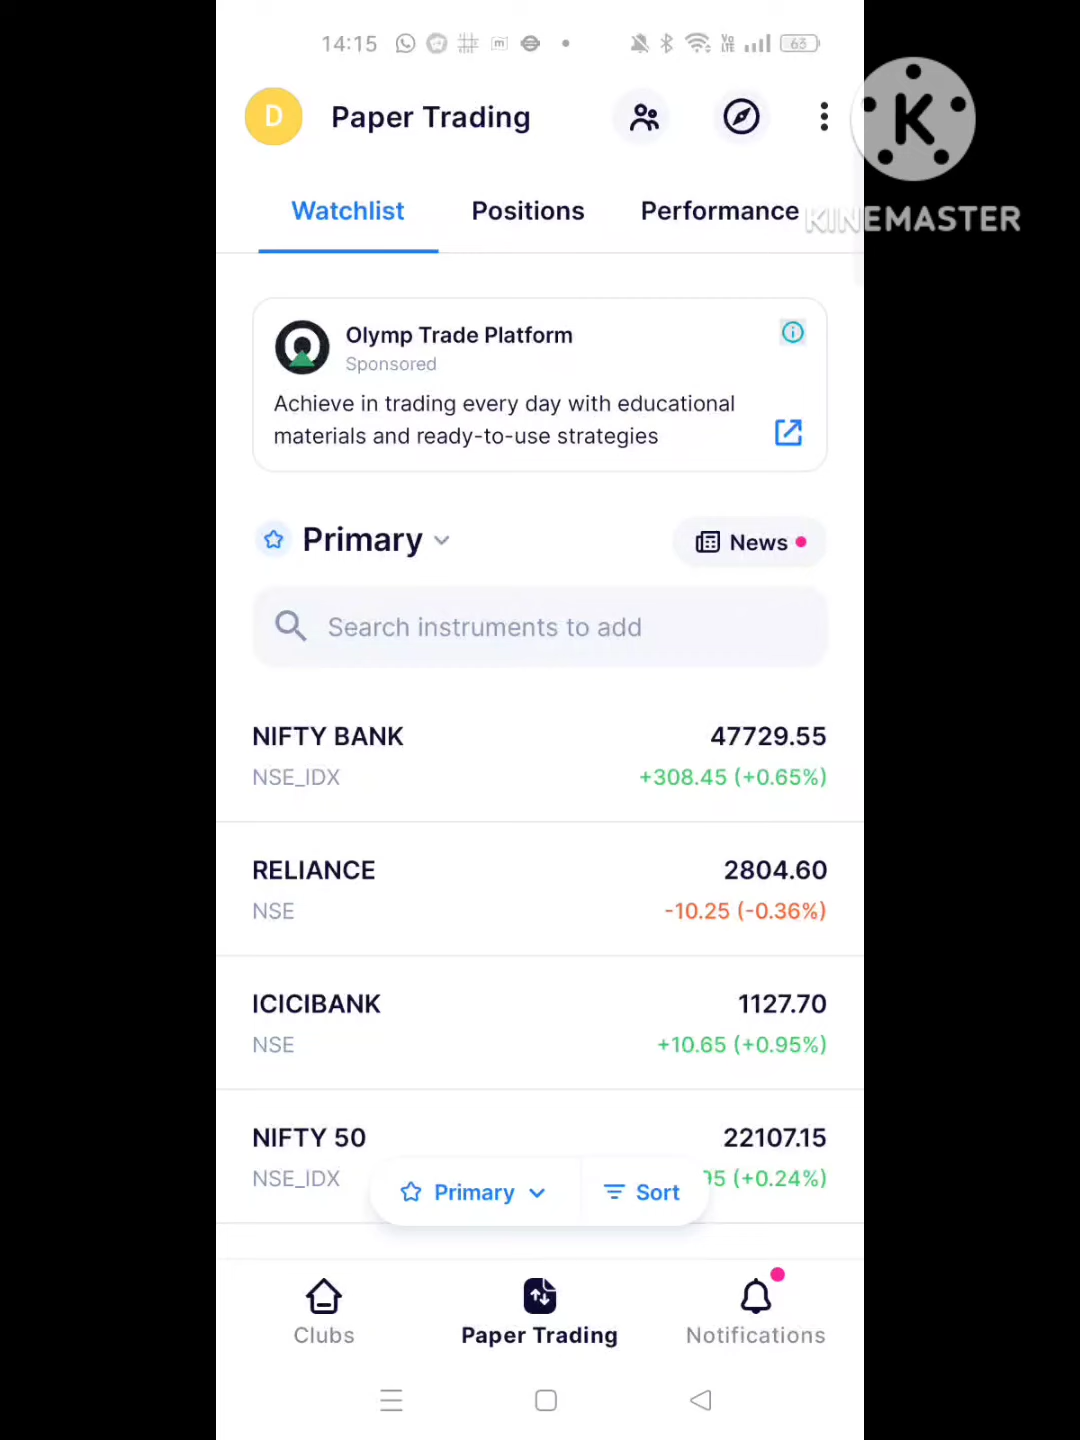 14:15
63
D
Paper Trading
K
KINEMASTER
Watchlist
Positions
Performance
Olymp Trade Platform
Sponsored
Achieve in trading every day with educational
materials and ready-to-use strategies
Primary
News
Search instruments to add
NIFTY BANK
47729.55
NSE_IDX
+308.45 (+0.65%)
RELIANCE
2804.60
NSE
-10.25 (-0.36%)
ICICIBANK
1127.70
NSE
+10.65 (+0.95%)
NIFTY 50
22107.15
NSE_IDX
95 (+0.24%)
Primary
Sort
Clubs
Paper Trading
Notifications